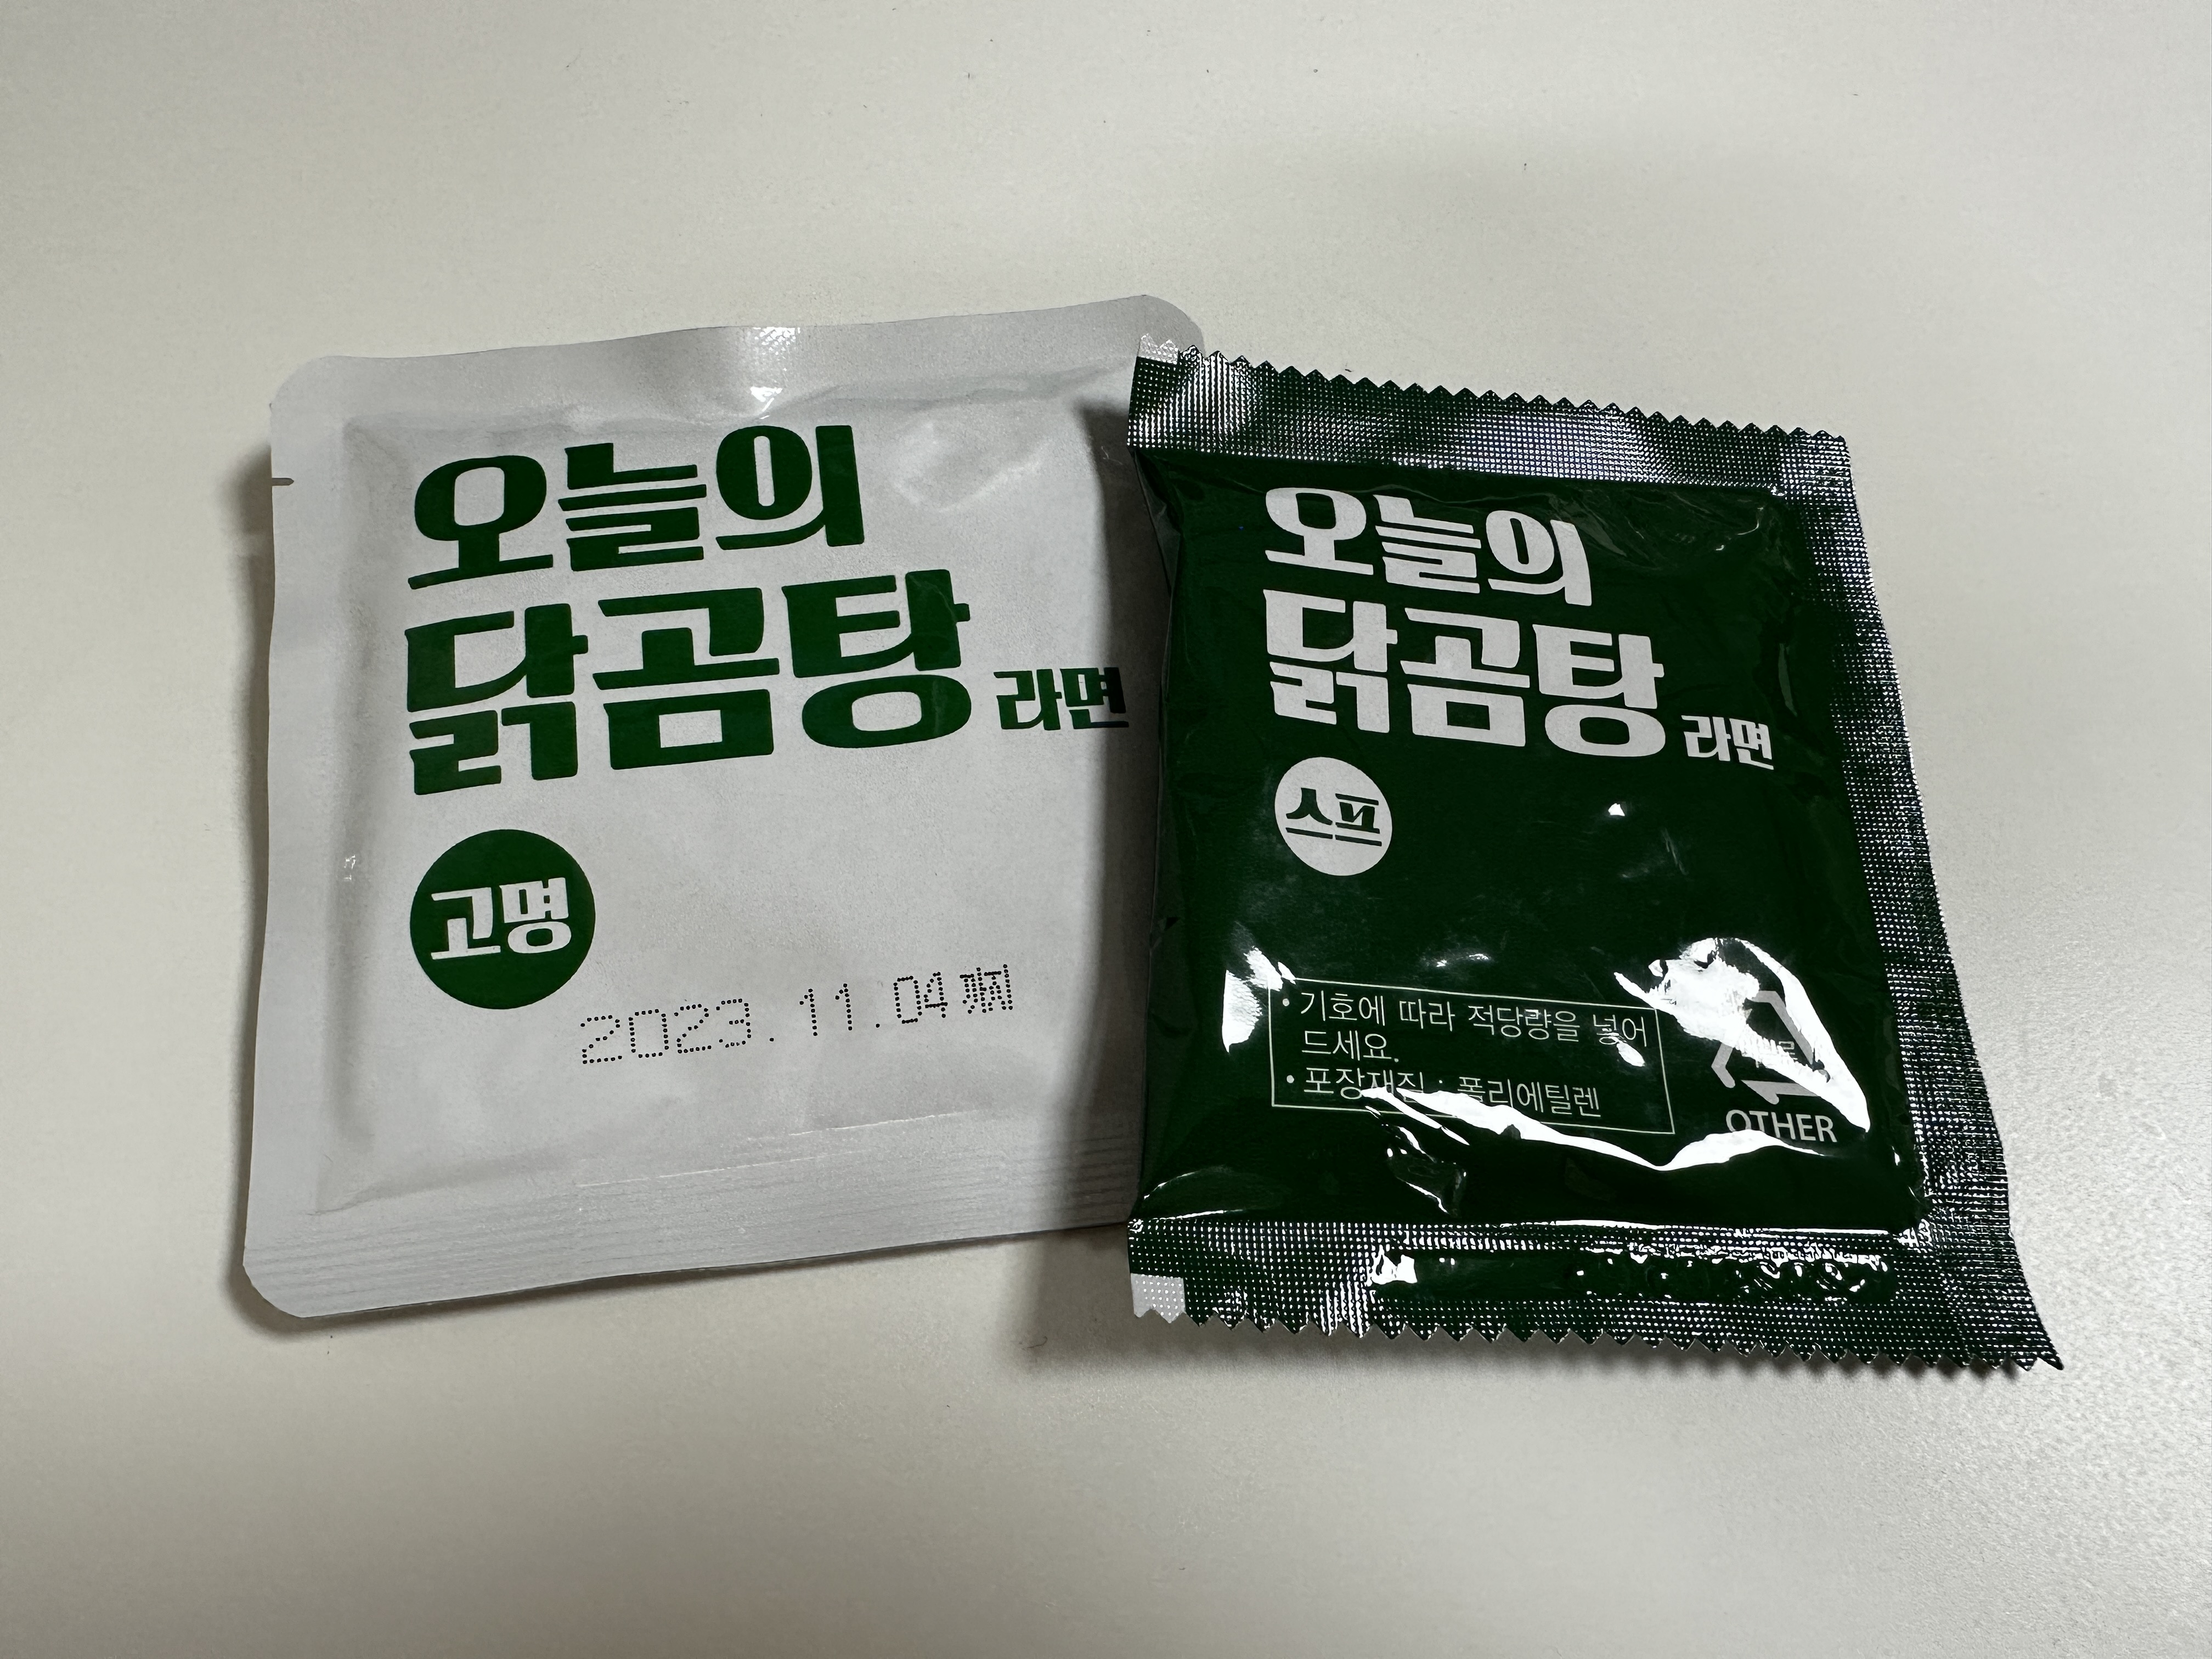 오늘의
닭곰탕 라면
고명
2023.11.04
오늘의
닭곰탕 라면
스프
• 기호에 따라 적당량을 넣어
드세요.
• 포장재질 : 폴리에틸렌
OTHER